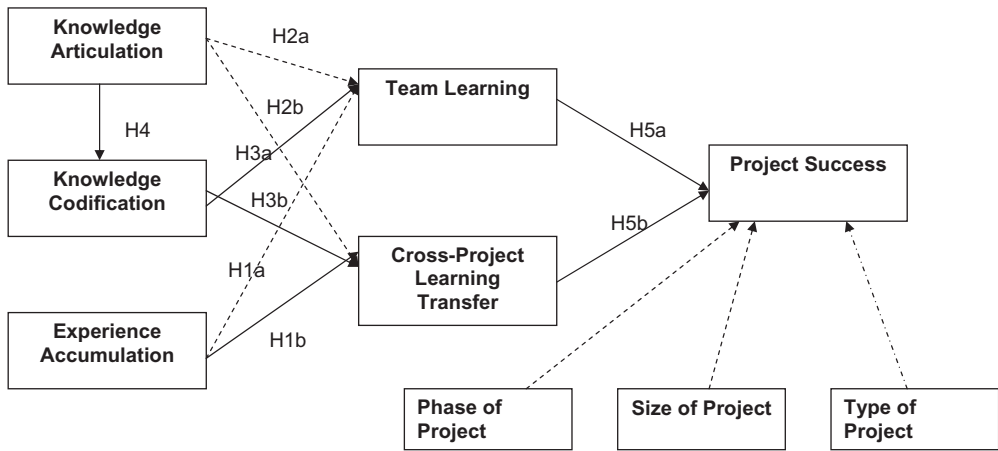 Knowledge
Articulation
H2a
Team Learning
H2b
H4
H5a
H3a
Project Success
Knowledge
Codification
H3b
H5b
Cross-Project
Learning
Transfer
H1a
Experience
Accumulation
H1b
Phase of
Project
Size of Project
Type of
Project